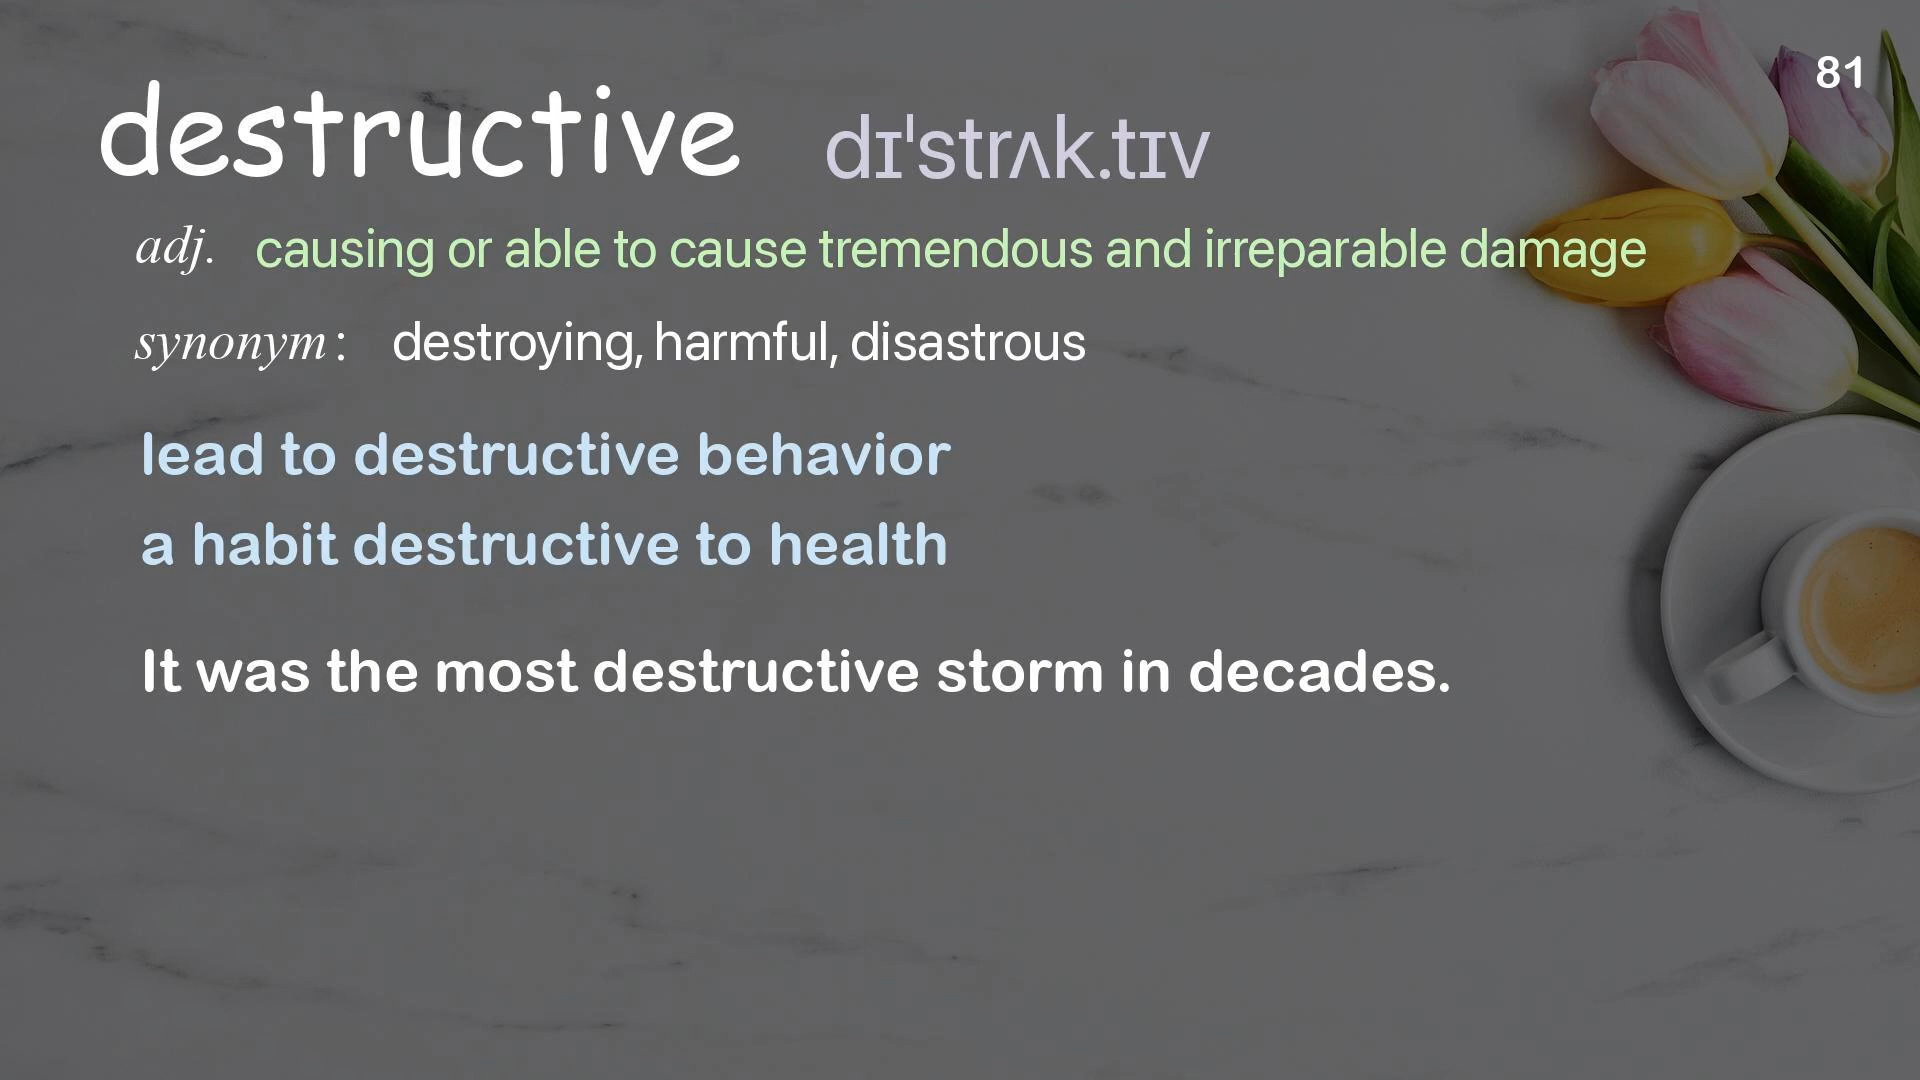 81
destructive dɪˈstrʌk.tɪv
adj. causing or able to cause tremendous and irreparable damage
synonym : destroying, harmful, disastrous
lead to destructive behavior
a habit destructive to health
It was the most destructive storm in decades.